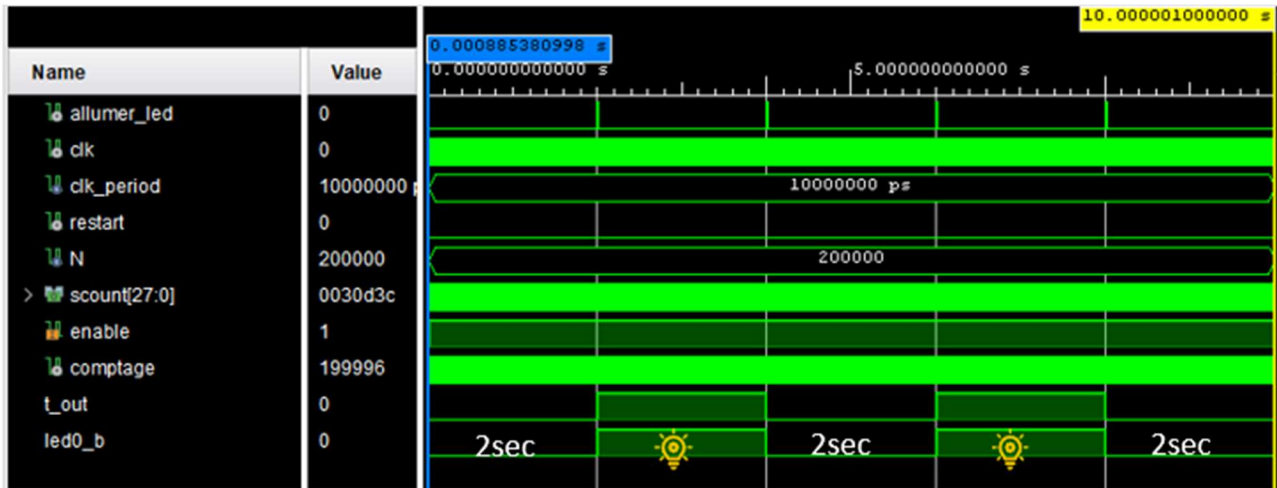 10.000001000000 s
0.000885380998 s
Name Value 0.000000000000 s 5.000000000000 s
allumer_led 0
clk 0
clk_period 10000000 p 10000000 ps
restart 0
N 200000 200000
> scount[27:0] 0030d3c
enable 1
comptage 199996
t_out 0
led0_b 0 2sec 2sec 2sec